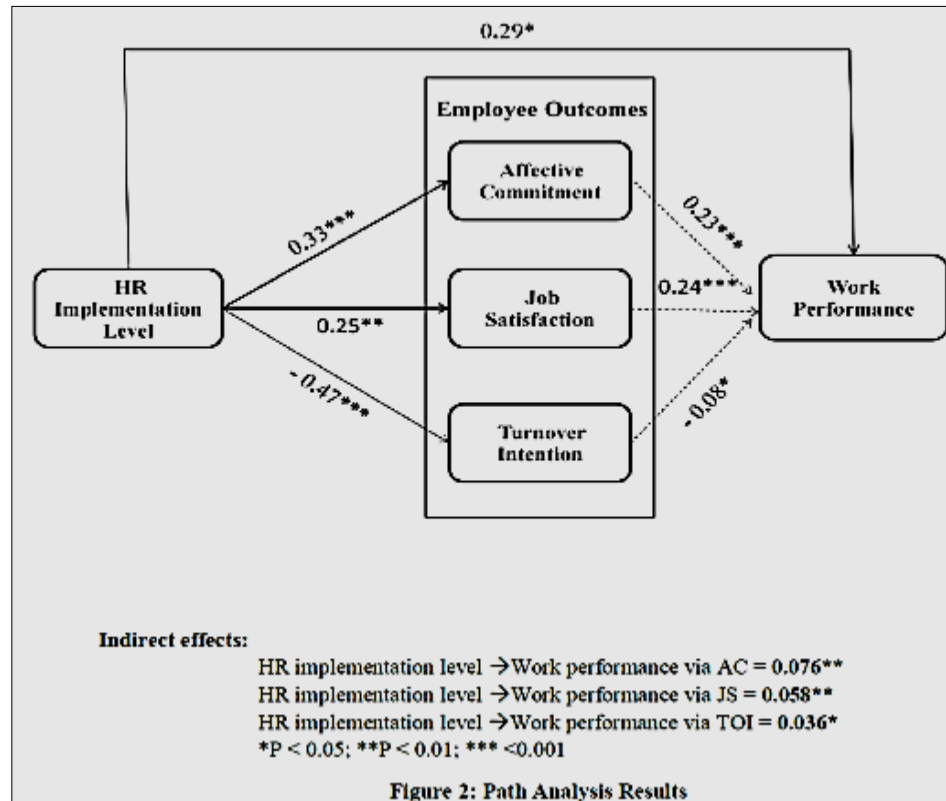 0.29*
Employee Outcomes
Affective
Commitment
0.33***
0.23***
HR
Implementation
Level
0.25**
Job
Satisfaction
0.24***
Work
Performance
- 0.47***
- 0.08*
Turnover
Intention
Indirect effects:
HR implementation level →Work performance via AC = 0.076**
HR implementation level →Work performance via JS = 0.058**
HR implementation level →Work performance via TOI = 0.036*
*P < 0.05; **P < 0.01; *** <0.001
Figure 2: Path Analysis Results